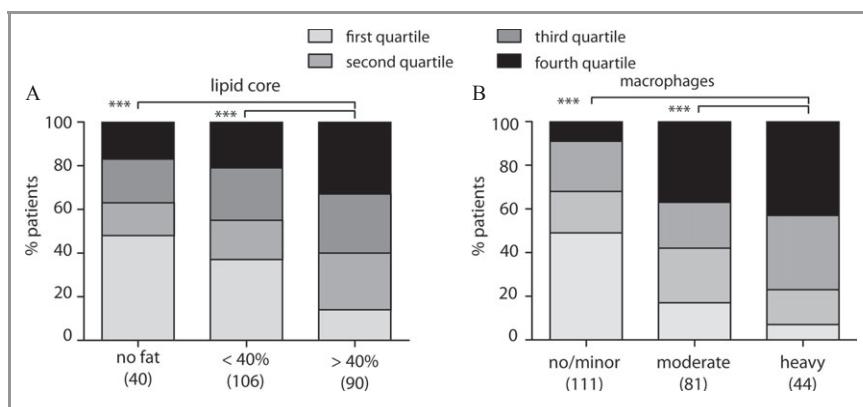 first quartile
third quartile
second quartile
fourth quartile
A
lipid core
B
macrophages
***
***
***
***
100
80
60
40
20
0
% patients
no fat
< 40%
> 40%
(40)
(106)
(90)
100
80
60
40
20
0
% patients
no/minor
moderate
heavy
(111)
(81)
(44)